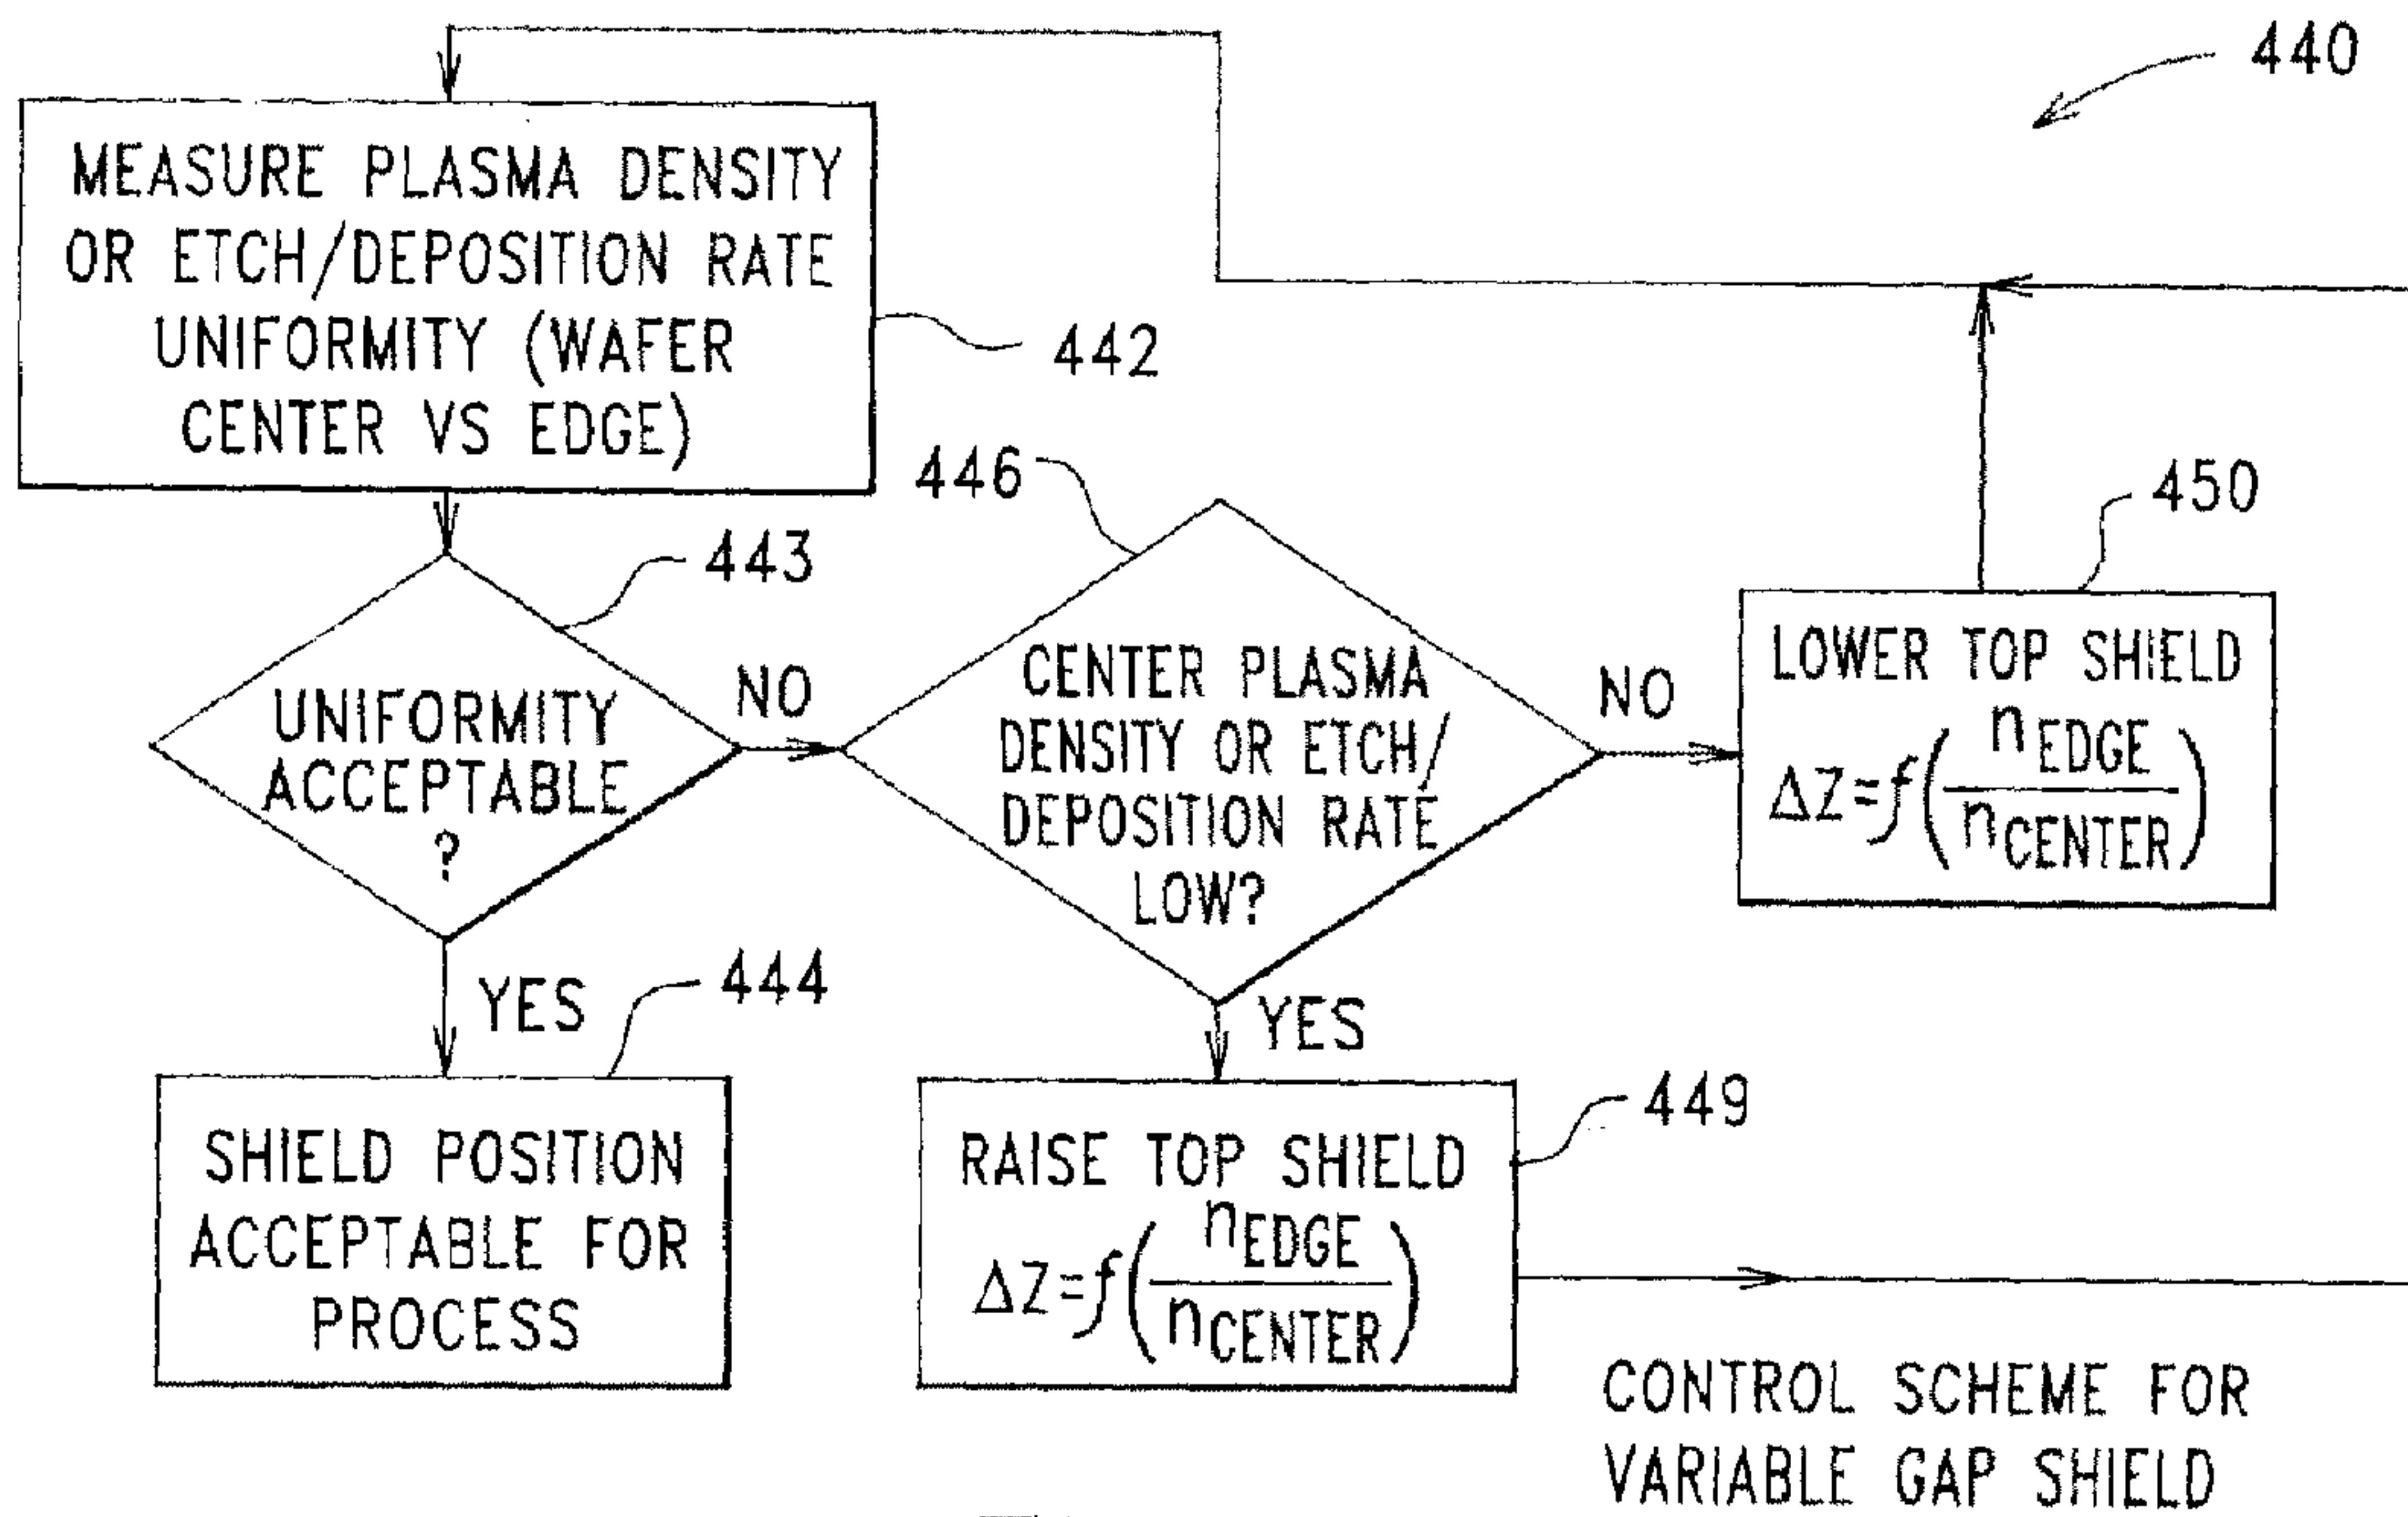 440
MEASURE PLASMA DENSITY
OR ETCH/DEPOSITION RATE
UNIFORMITY (WAFER
CENTER VS EDGE)
442
443
UNIFORMITY
ACCEPTABLE
?
NO
YES
444
SHIELD POSITION
ACCEPTABLE FOR
PROCESS
446
CENTER PLASMA
DENSITY OR ETCH/
DEPOSITION RATE
LOW?
NO
YES
450
LOWER TOP SHIELD
ΔZ=f(nEDGE/nCENTER)
449
RAISE TOP SHIELD
ΔZ=f(nEDGE/nCENTER)
CONTROL SCHEME FOR
VARIABLE GAP SHIELD